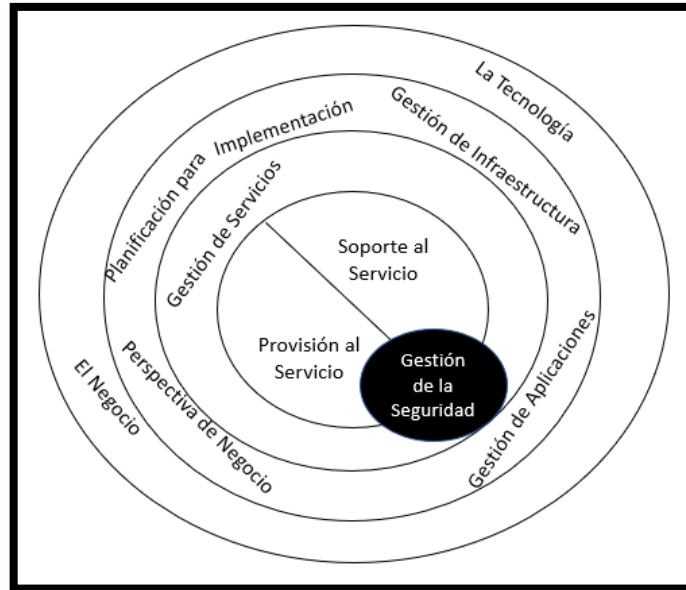 La Tecnología
Planificación para Implementación
Gestión de Infraestructura
Gestión de Servicios
Soporte al
Servicio
Provisión al
Servicio
Gestión
de la
Seguridad
El Negocio
Perspectiva de Negocio
Gestión de Aplicaciones